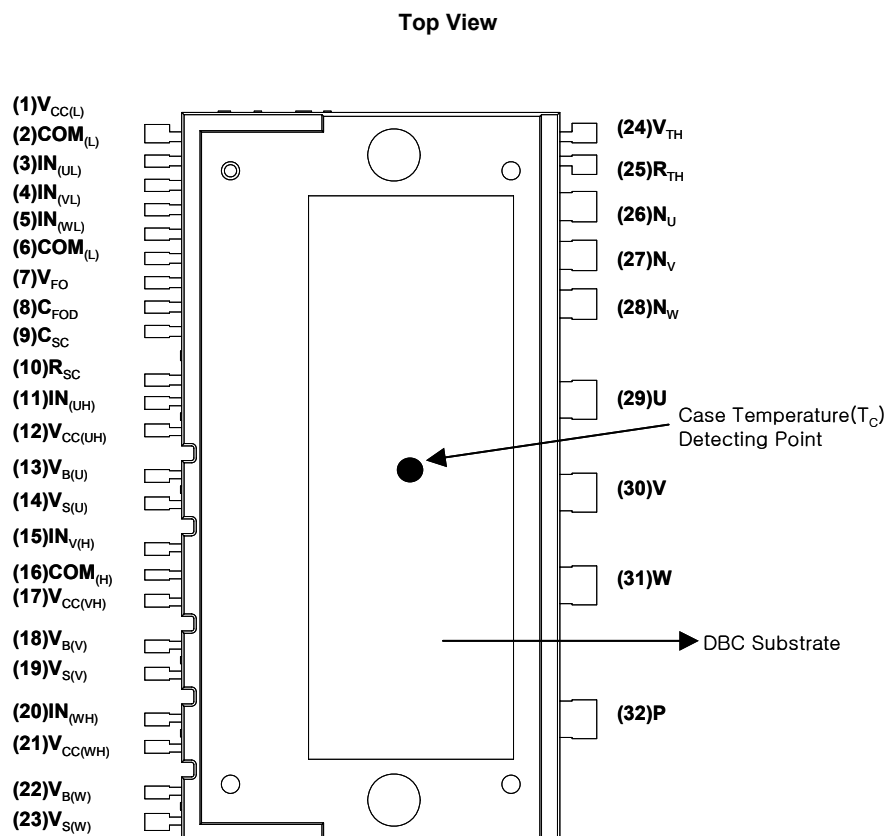 Top View
(1)VCC(L)
(2)COM(L)
(3)IN(UL)
(4)IN(VL)
(5)IN(WL)
(6)COM(L)
(7)VFO
(8)CFOD
(9)CSC
(10)RSC
(11)IN(UH)
(12)VCC(UH)
(13)VB(U)
(14)VS(U)
(15)INV(H)
(16)COM(H)
(17)VCC(VH)
(18)VB(V)
(19)VS(V)
(20)IN(WH)
(21)VCC(WH)
(22)VB(W)
(23)VS(W)
(24)VTH
(25)RTH
(26)NU
(27)NV
(28)NW
(29)U
Case Temperature(TC)
Detecting Point
(30)V
(31)W
DBC Substrate
(32)P